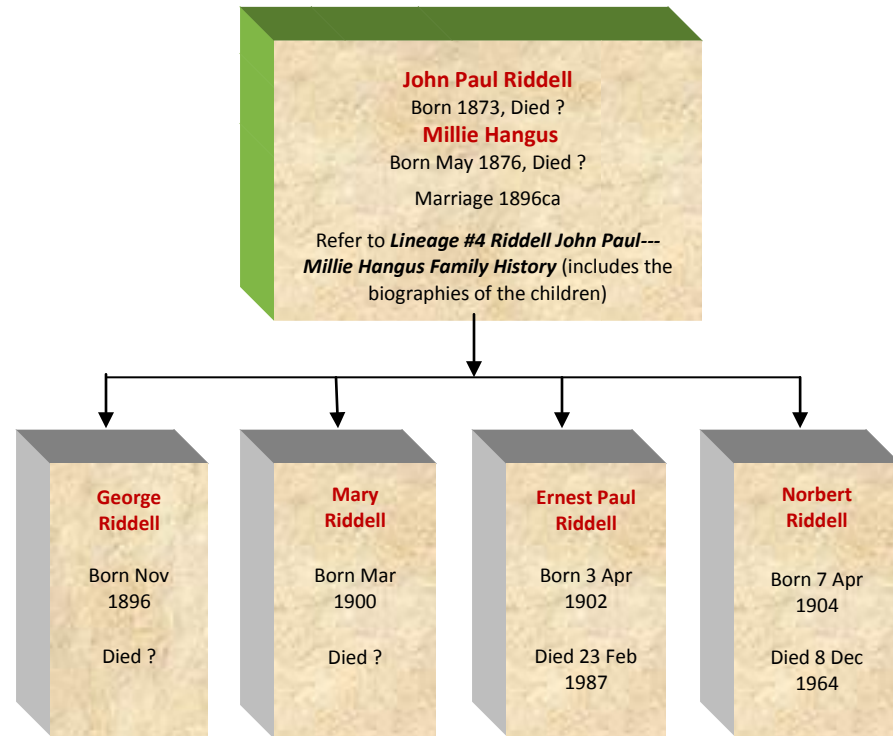 John Paul Riddell
Born 1873, Died ?
Millie Hangus
Born May 1876, Died ?
Marriage 1896ca
Refer to Lineage #4 Riddell John Paul---
Millie Hangus Family History (includes the
biographies of the children)
George
Riddell
Born Nov
1896
Died ?
Mary
Riddell
Born Mar
1900
Died ?
Ernest Paul
Riddell
Born 3 Apr
1902
Died 23 Feb
1987
Norbert
Riddell
Born 7 Apr
1904
Died 8 Dec
1964